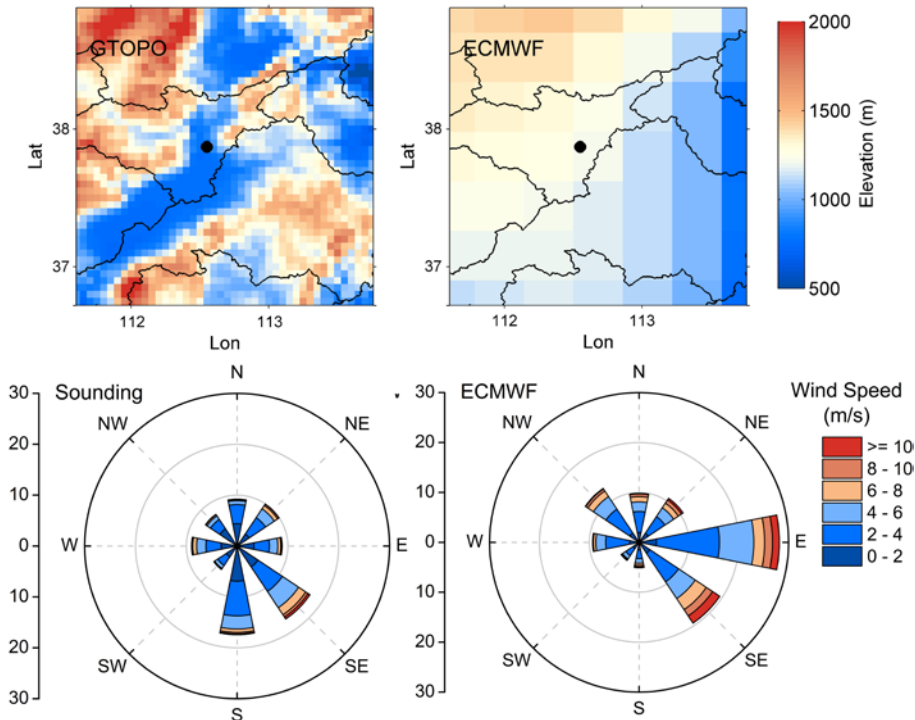 GTOPO
ECMWF
Lat
38
37
112
113
Lon
Lat
38
37
112
113
Lon
2000
1500
1000
500
Elevation (m)
Sounding
30
20
10
0
10
20
30
N
NE
E
SE
S
SW
W
NW
ECMWF
30
20
10
0
10
20
30
N
NE
E
SE
S
SW
W
NW
Wind Speed
(m/s)
>= 10
8 - 10
6 - 8
4 - 6
2 - 4
0 - 2